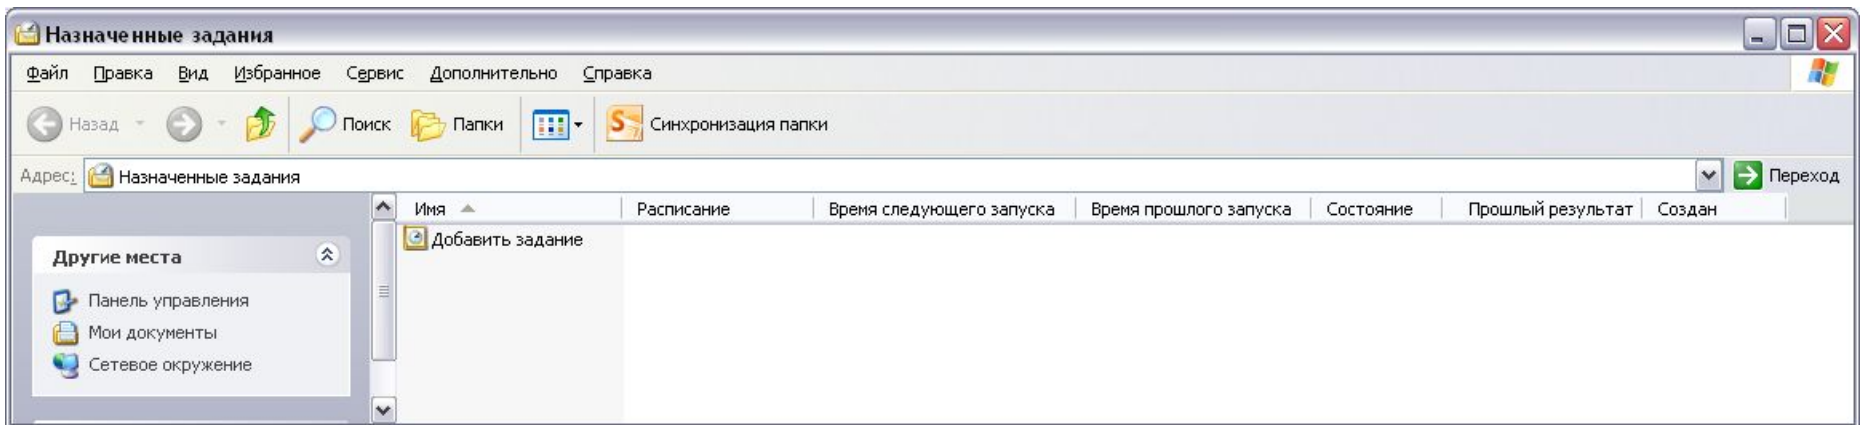 Назначенные задания
Файл Правка Вид Избранное Сервис Дополнительно Справка
Назад Поиск Папки Синхронизация папки
Адрес: Назначенные задания Переход
Имя Расписание Время следующего запуска Время прошлого запуска Состояние Прошлый результат Создан
Добавить задание
Другие места
Панель управления
Мои документы
Сетевое окружение